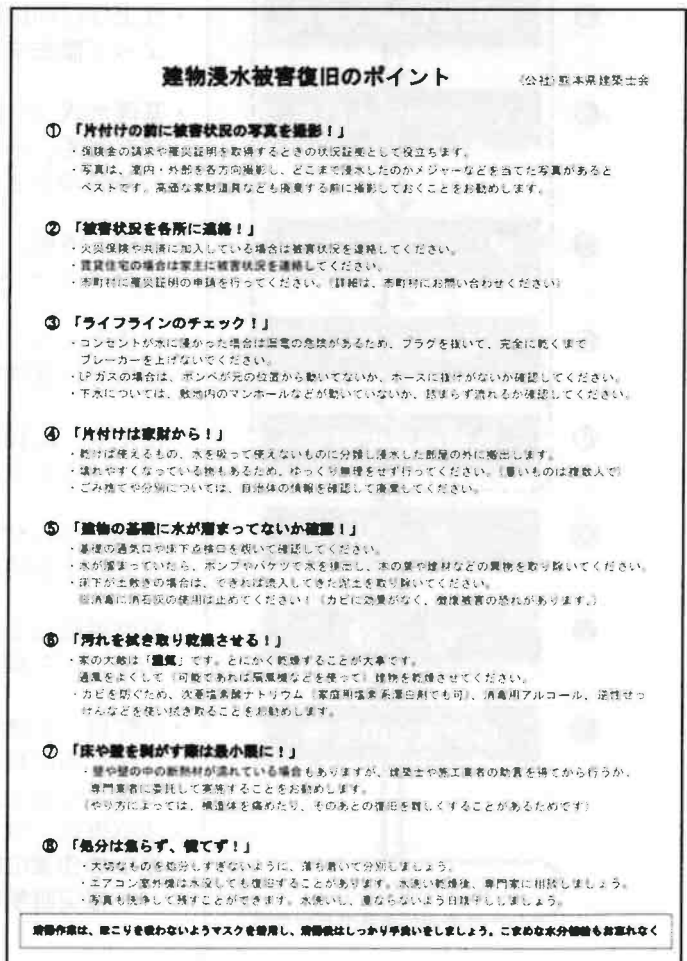 建物浸水被害復旧のポイント (公社)熊本県建築士会
① 「片付けの前に被害状況の写真を撮影！」
・保険金の請求や罹災証明を取得するときの状況証拠として役立ちます。
・写真は、室内・外部を各方向撮影し、どこまで浸水したのかメジャーなどを当てた写真があると
ベストです。高価な家財道具なども廃棄する前に撮影しておくことをお勧めします。
② 「被害状況を各所に連絡！」
・火災保険や共済に加入している場合は被害状況を連絡してください。
・賃貸住宅の場合は家主に被害状況を連絡してください。
・市町村に罹災証明の申請を行ってください。(詳細は、市町村にお問い合わせください)
③ 「ライフラインのチェック！」
・コンセントが水に浸かった場合は漏電の危険があるため、プラグを抜いて、完全に乾くまで
ブレーカーを上げないでください。
・LPガスの場合は、ボンベが元の位置から動いてないか、ホースに抜けがないか確認してください。
・下水については、敷地内のマンホールなどが動いていないか、詰まらず流れるか確認してください。
④ 「片付けは家財から！」
・乾けば使えるもの、水を吸って使えないものに分類し浸水した部屋の外に搬出します。
・壊れやすくなっている物もあるため、ゆっくり無理をせず行ってください。(重いものは複数人で)
・ごみ捨てや分別については、自治体の情報を確認して廃棄してください。
⑤ 「建物の基礎に水が溜まってないか確認！」
・基礎の通気口や床下点検口を覗いて確認してください。
・水が溜まっていたら、ポンプやバケツで水を排出し、木の葉や建材などの異物を取り除いてください。
・床下が土敷きの場合は、できれば流入してきた泥土を取り除いてください。
※消毒に消石灰の使用は止めてください！(カビに効果がなく、健康被害の恐れがあります。)
⑥ 「汚れを拭き取り乾燥させる！」
・家の大敵は「湿気」です。とにかく乾燥することが大事です。
通風をよくして(可能であれば扇風機などを使って)建物を乾燥させてください。
・カビを防ぐため、次亜塩素酸ナトリウム(家庭用塩素系漂白剤でも可)、消毒用アルコール、逆性せっ
けんなどを使い拭き取ることをお勧めします。
⑦ 「床や壁を剥がす際は最小限に！」
・壁や壁の中の断熱材が濡れている場合もありますが、建築士や施工業者の助言を得てから行うか、
専門業者に委託して実施することをお勧めします。
(やり方によっては、構造体を痛めたり、そのあとの復旧を難しくすることがあるためです)
⑧ 「処分は焦らず、慌てず！」
・大切なものを処分しすぎないように、落ち着いて分別しましょう。
・エアコン室外機は水没しても復旧することがあります。水洗い乾燥後、専門家に相談しましょう。
・写真も洗浄して残すことができます。水洗いし、重ならないよう日陰干ししましょう。
清掃作業は、ほこりを吸わないようマスクを着用し、清掃後はしっかり手洗いをしましょう。こまめな水分補給もお忘れなく